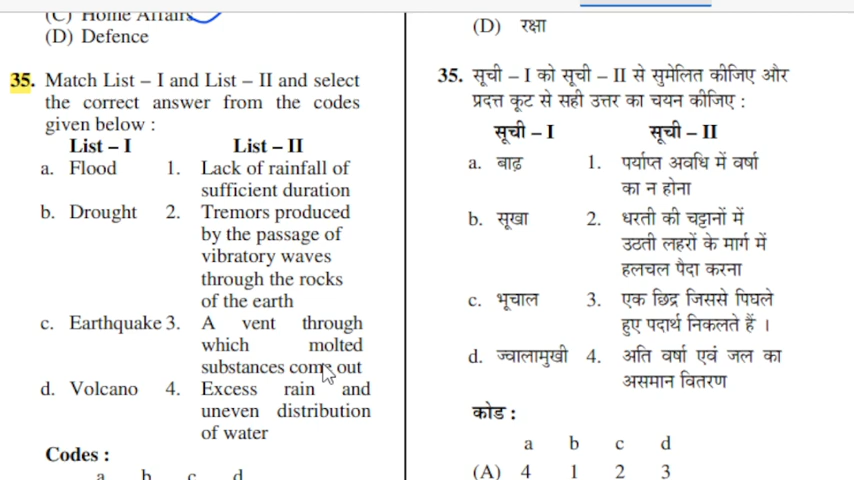 (C) Home Affairs
(D) Defence
35. Match List – I and List – II and select
the correct answer from the codes
given below :
List – I List – II
a. Flood 1. Lack of rainfall of
sufficient duration
b. Drought 2. Tremors produced
by the passage of
vibratory waves
through the rocks
of the earth
c. Earthquake 3. A vent through
which molted
substances come out
d. Volcano 4. Excess rain and
uneven distribution
of water
Codes :
a b c d
(D) रक्षा
35. सूची – I को सूची – II से सुमेलित कीजिए और
प्रदत्त कूट से सही उत्तर का चयन कीजिए :
सूची – I सूची – II
a. बाढ़ 1. पर्याप्त अवधि में वर्षा
का न होना
b. सूखा 2. धरती की चट्टानों में
उठती लहरों के मार्ग में
हलचल पैदा करना
c. भूचाल 3. एक छिद्र जिससे पिघले
हुए पदार्थ निकलते हैं ।
d. ज्वालामुखी 4. अति वर्षा एवं जल का
असमान वितरण
कोड :
a b c d
(A) 4 1 2 3